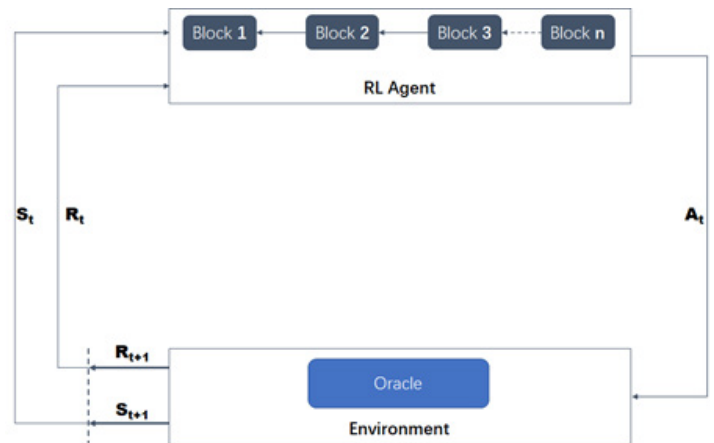 Block 1 Block 2 Block 3 Block n
RL Agent
St Rt At
Rt+1
Oracle
St+1
Environment